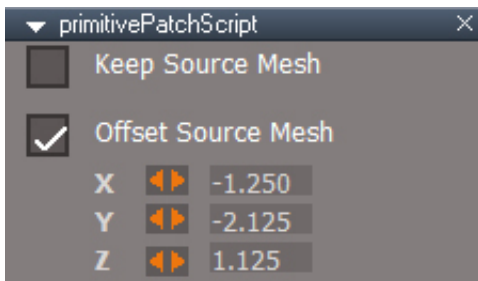 primitivePatchScript
Keep Source Mesh
Offset Source Mesh
X -1.250
Y -2.125
Z 1.125